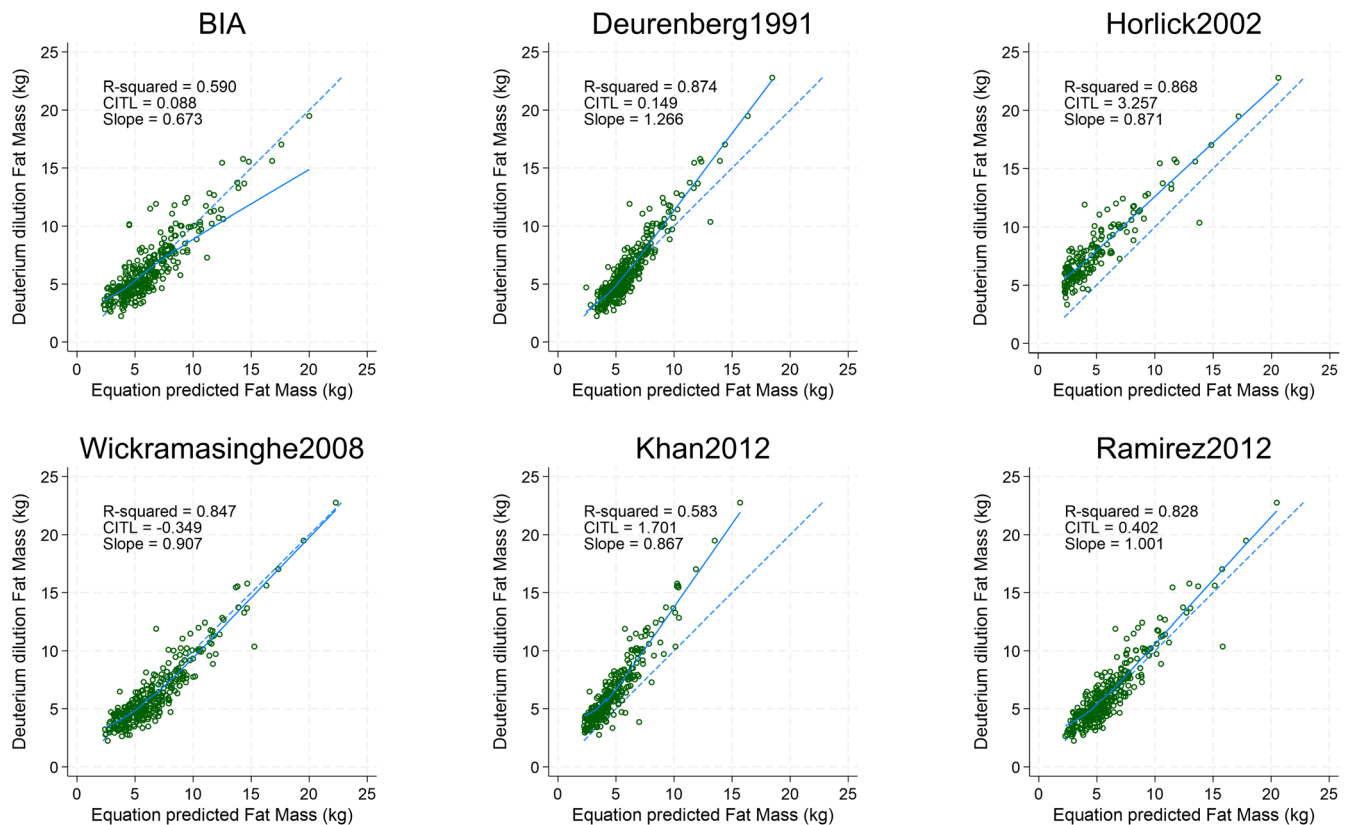 BIA
25
20
15
10
5
0
Deuterium dilution Fat Mass (kg)
R-squared = 0.590
CITL = 0.088
Slope = 0.673
0 5 10 15 20 25
Equation predicted Fat Mass (kg)
Deurenberg1991
25
20
15
10
5
0
Deuterium dilution Fat Mass (kg)
R-squared = 0.874
CITL = 0.149
Slope = 1.266
0 5 10 15 20 25
Equation predicted Fat Mass (kg)
Horlick2002
25
20
15
10
5
0
Deuterium dilution Fat Mass (kg)
R-squared = 0.868
CITL = 3.257
Slope = 0.871
0 5 10 15 20 25
Equation predicted Fat Mass (kg)
Wickramasinghe2008
25
20
15
10
5
0
Deuterium dilution Fat Mass (kg)
R-squared = 0.847
CITL = -0.349
Slope = 0.907
0 5 10 15 20 25
Equation predicted Fat Mass (kg)
Khan2012
25
20
15
10
5
0
Deuterium dilution Fat Mass (kg)
R-squared = 0.583
CITL = 1.701
Slope = 0.867
0 5 10 15 20 25
Equation predicted Fat Mass (kg)
Ramirez2012
25
20
15
10
5
0
Deuterium dilution Fat Mass (kg)
R-squared = 0.828
CITL = 0.402
Slope = 1.001
0 5 10 15 20 25
Equation predicted Fat Mass (kg)